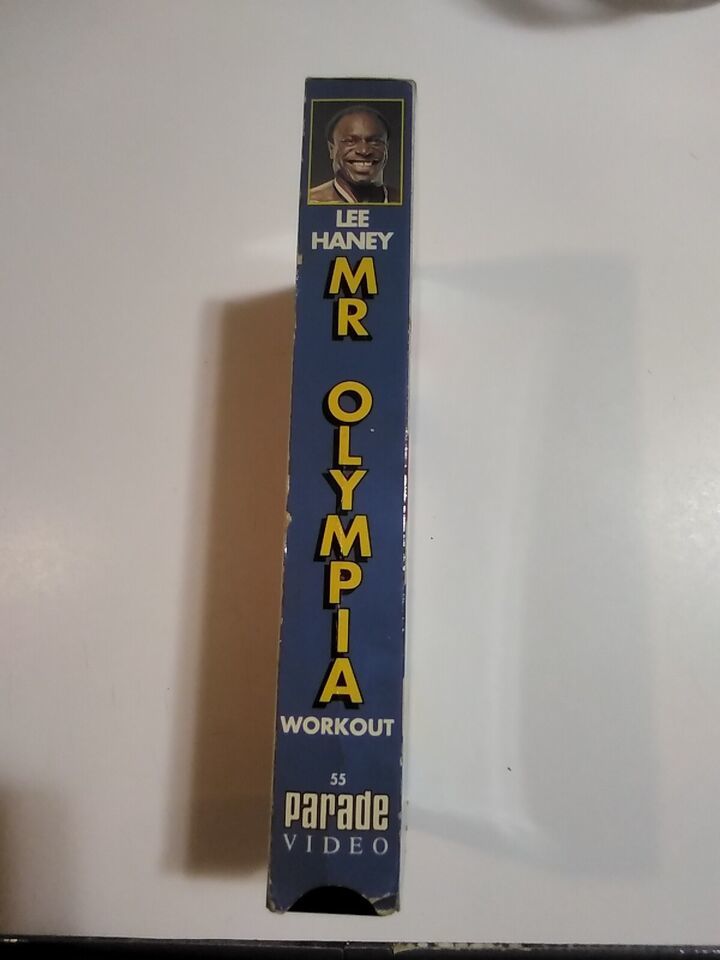 LEE
HANEY
MR
OLYMPIA
WORKOUT
55
parade
VIDEO